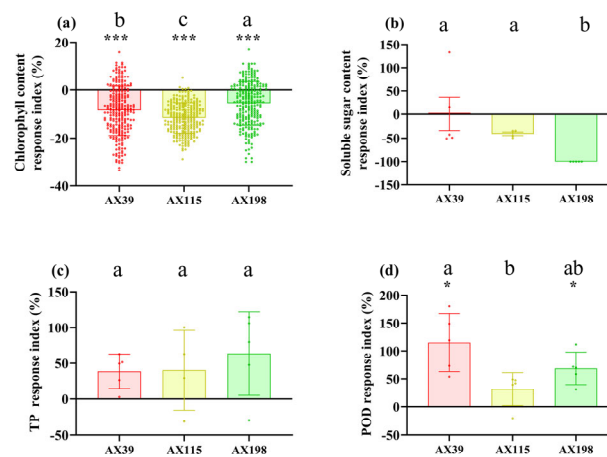 (a)
b c a
*** *** ***
Chlorophyll content
response index (%)
20
0
-20
-40
AX39 AX115 AX198
(b)
a a b
Soluble sugar content
response index (%)
150
100
50
0
-50
-100
-150
AX39 AX115 AX198
(c)
a a a
TP response index (%)
150
100
50
0
-50
AX39 AX115 AX198
(d)
a b ab
* *
POD response index (%)
200
150
100
50
0
-50
AX39 AX115 AX198